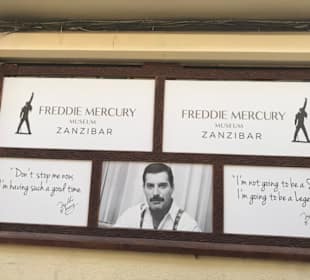 FREDDIE MERCURY
MUSEUM
ZANZIBAR
FREDDIE MERCURY
MUSEUM
ZANZIBAR
"Don't stop me now
I'm having such a good time.
"I'm not going to be a
I'm going to be a Lege